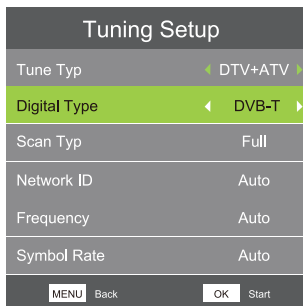 Tuning Setup
Tune Typ DTV+ATV
Digital Type DVB-T
Scan Typ Full
Network ID Auto
Frequency Auto
Symbol Rate Auto
MENU Back OK Start